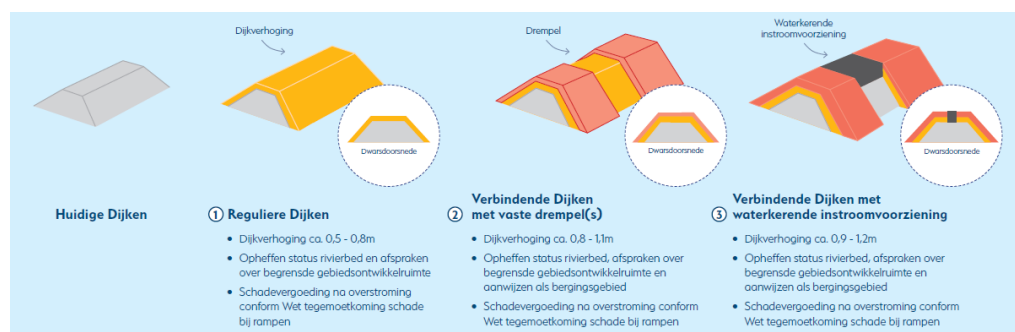 Dijkverhoging
Drempel
Waterkerende
instroomvoorziening
Dwarsdoorsnede
Dwarsdoorsnede
Dwarsdoorsnede
Huidige Dijken
1 Reguliere Dijken
• Dijkverhoging ca. 0,5 - 0,8m
• Opheffen status rivierbed en afspraken
over begrensde gebiedsontwikkelruimte
• Schadevergoeding na overstroming
conform Wet tegemoetkoming schade
bij rampen
2 Verbindende Dijken
met vaste drempel(s)
• Dijkverhoging ca. 0,8 - 1,1m
• Opheffen status rivierbed, afspraken over
begrensde gebiedsontwikkelruimte en
aanwijzen als bergingsgebied
• Schadevergoeding na overstroming conform
Wet tegemoetkoming schade bij rampen
3 Verbindende Dijken met
waterkerende instroomvoorziening
• Dijkverhoging ca. 0,9 - 1,2m
• Opheffen status rivierbed, afspraken over
begrensde gebiedsontwikkelruimte en
aanwijzen als bergingsgebied
• Schadevergoeding na overstroming conform
Wet tegemoetkoming schade bij rampen